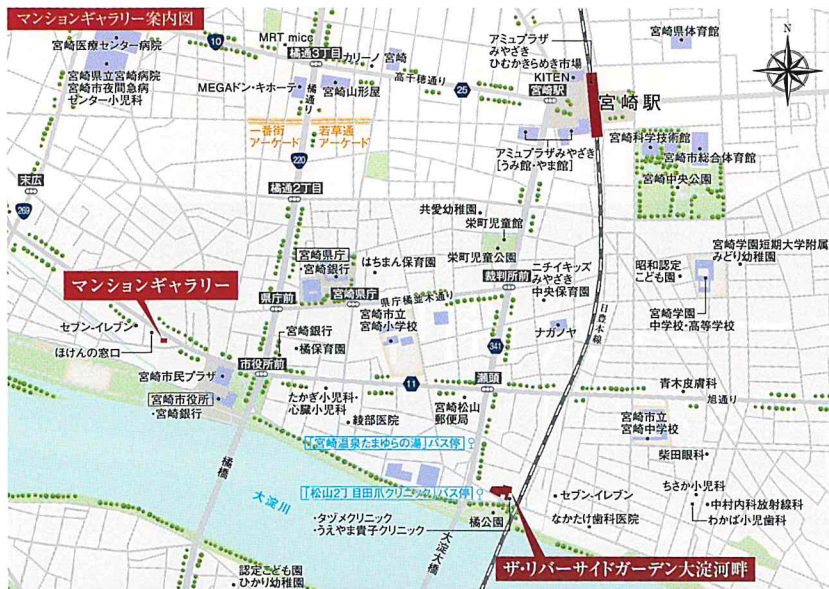 マンションギャラリー案内図
宮崎医療センター病院
宮崎県立宮崎病院
宮崎市夜間急病
センター小児科
10
MRT micc
橘通3丁目
カリーノ
宮崎
高千穂通り
MEGAドン・キホーテ
橘通り
宮崎山形屋
25
アミュプラザ
みやざき
ひむかきらめき市場
KITEN
宮崎駅
宮崎駅
宮崎県体育館
N
一番街
アーケード
若草通
アーケード
220
アミュプラザみやざき
[うみ館・やま館]
宮崎科学技術館
宮崎市総合体育館
宮崎中央公園
末広
269
橘通2丁目
共愛幼稚園
栄町児童館
栄町児童公園
宮崎県庁
宮崎銀行
はちまん保育園
裁判所前
ニチイキッズ
みやざき
中央保育園
昭和認定
こども園
宮崎学園短期大学附属
みどり幼稚園
マンションギャラリー
県庁前
宮崎県庁
県庁楠並木通り
宮崎市立
宮崎小学校
ナガノヤ
日豊本線
宮崎学園
中学校・高等学校
セブン-イレブン
ほけんの窓口
宮崎銀行
橘保育園
341
市役所前
宮崎市民プラザ
宮崎市役所
・宮崎銀行
たかぎ小児科・
心臓小児科
11
瀬頭
綾部医院
宮崎松山
郵便局
青木皮膚科
旭通り
宮崎市立
宮崎中学校
「宮崎温泉たまゆらの湯」バス停
柴田眼科
橘橋
大淀川
「松山2丁目田爪クリニック」バス停
セブン-イレブン
ちさか小児科
・タヅメクリニック
・うえやま貴子クリニック
橘公園
なかたけ歯科医院
中村内科放射線科
わかば小児歯科
大淀大橋
認定こども園
ひかり幼稚園
ザ・リバーサイドガーデン大淀河畔